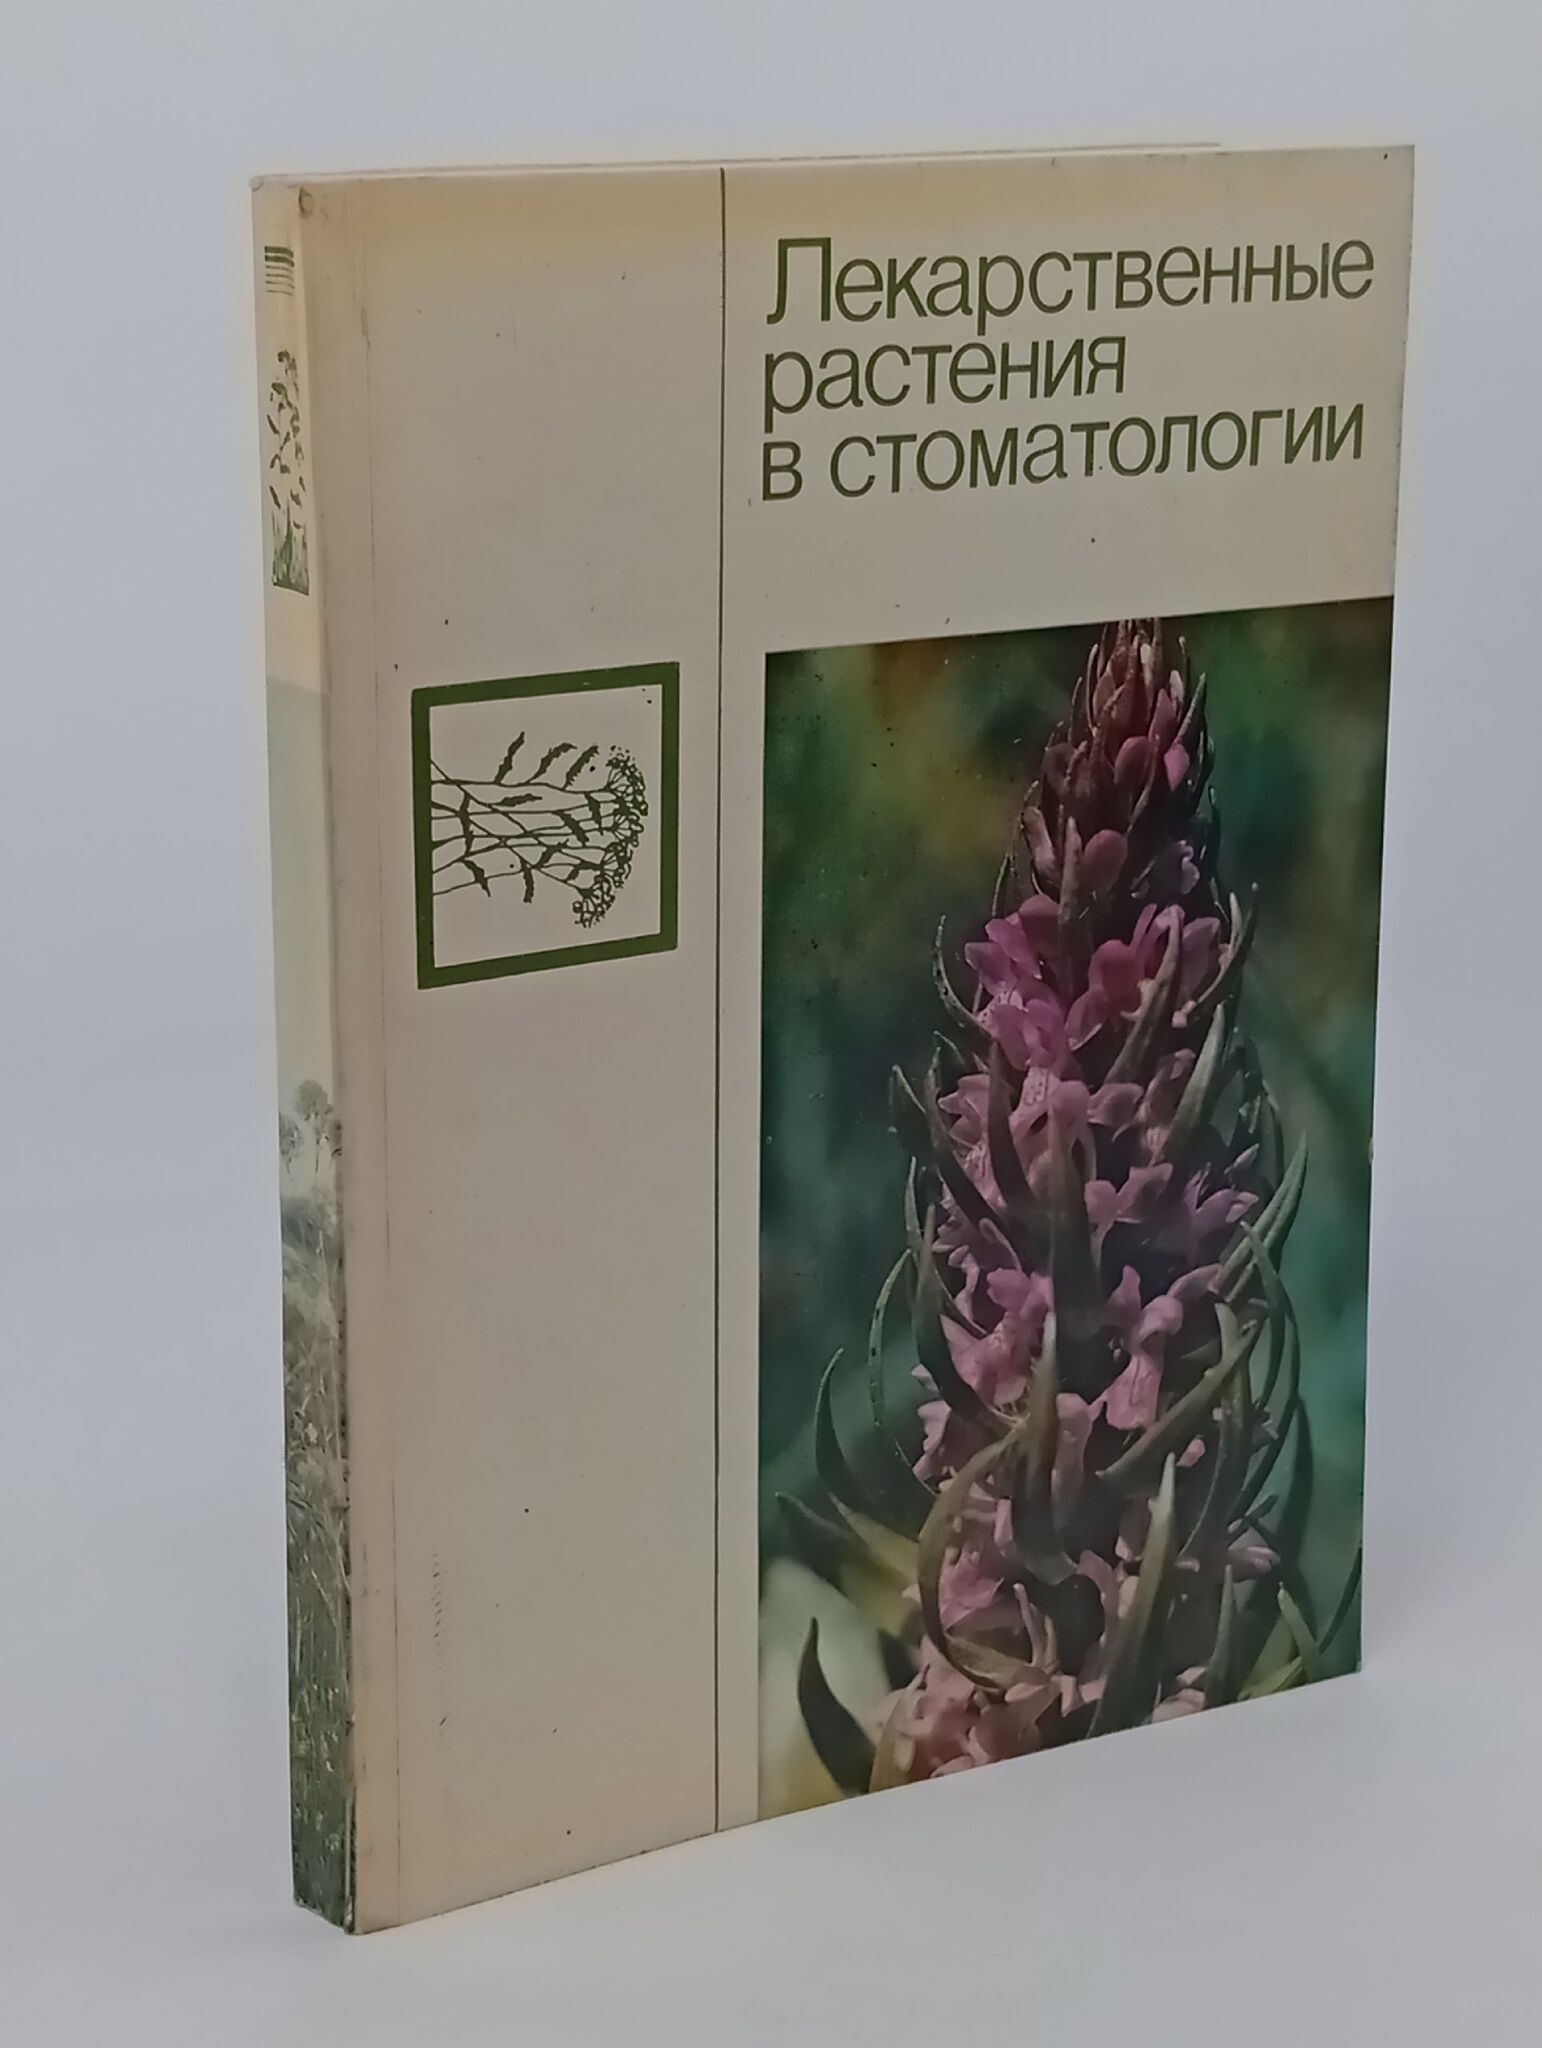 Лекарственные
растения
в стоматологии